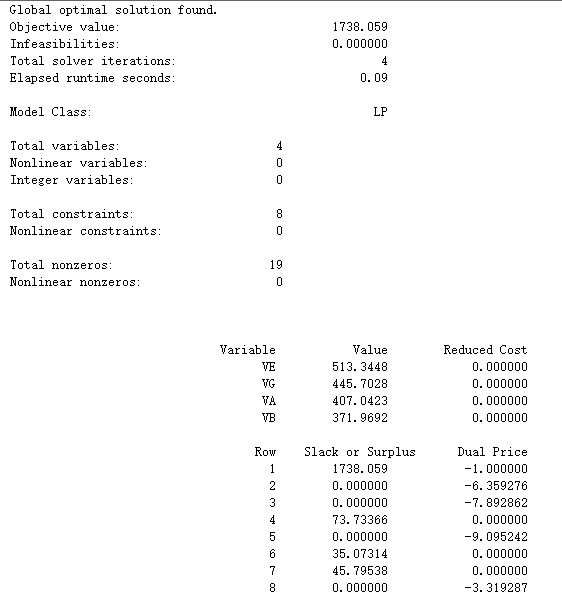 Global optimal solution found.
Objective value: 1738.059
Infeasibilities: 0.000000
Total solver iterations: 4
Elapsed runtime seconds: 0.09
Model Class: LP
Total variables: 4
Nonlinear variables: 0
Integer variables: 0
Total constraints: 8
Nonlinear constraints: 0
Total nonzeros: 19
Nonlinear nonzeros: 0
Variable Value Reduced Cost
VE 513.3448 0.000000
VG 445.7028 0.000000
VA 407.0423 0.000000
VB 371.9692 0.000000
Row Slack or Surplus Dual Price
1 1738.059 -1.000000
2 0.000000 -6.359276
3 0.000000 -7.892862
4 73.73366 0.000000
5 0.000000 -9.095242
6 35.07314 0.000000
7 45.79538 0.000000
8 0.000000 -3.319287